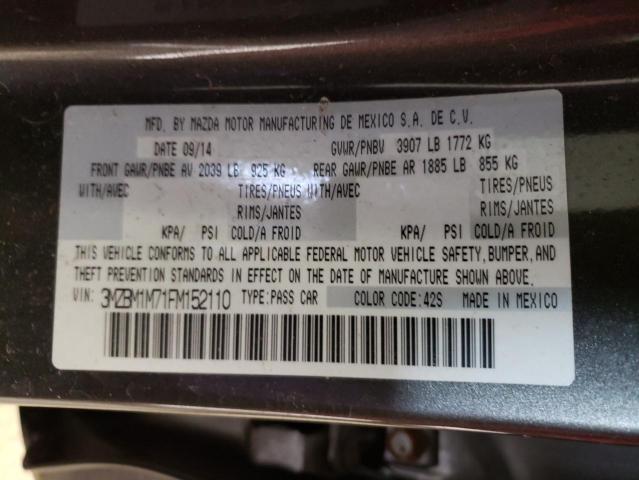 MFD. BY MAZDA MOTOR MANUFACTURING DE MEXICO S.A. DE C.V.
DATE 09/14 GVWR/PNBV 3907 LB 1772 KG
FRONT GAWR/PNBE AV 2039 LB 925 KG REAR GAWR/PNBE AR 1885 LB 855 KG
WITH/AVEC TIRES/PNEUS WITH/AVEC TIRES/PNEUS
RIMS/JANTES RIMS/JANTES
KPA/ PSI COLD/A FROID KPA/ PSI COLD/A FROID
THIS VEHICLE CONFORMS TO ALL APPLICABLE FEDERAL MOTOR VEHICLE SAFETY, BUMPER, AND
THEFT PREVENTION STANDARDS IN EFFECT ON THE DATE OF MANUFACTURE SHOWN ABOVE.
VIN: 3MZBM1M71FM152110 TYPE:PASS CAR COLOR CODE:42S MADE IN MEXICO